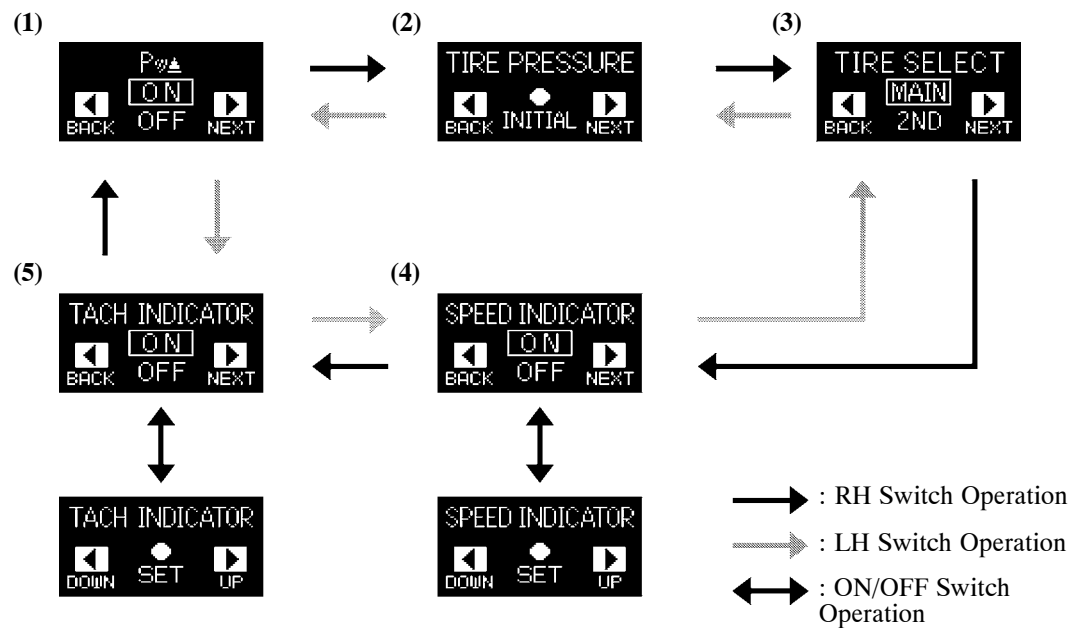 (1)
P
ON
OFF
BACK
NEXT
(2)
TIRE PRESSURE
INITIAL
BACK
NEXT
(3)
TIRE SELECT
MAIN
2ND
BACK
NEXT
(5)
TACH INDICATOR
ON
OFF
BACK
NEXT
(4)
SPEED INDICATOR
ON
OFF
BACK
NEXT
TACH INDICATOR
SET
DOWN
UP
SPEED INDICATOR
SET
DOWN
UP
: RH Switch Operation
: LH Switch Operation
: ON/OFF Switch
Operation